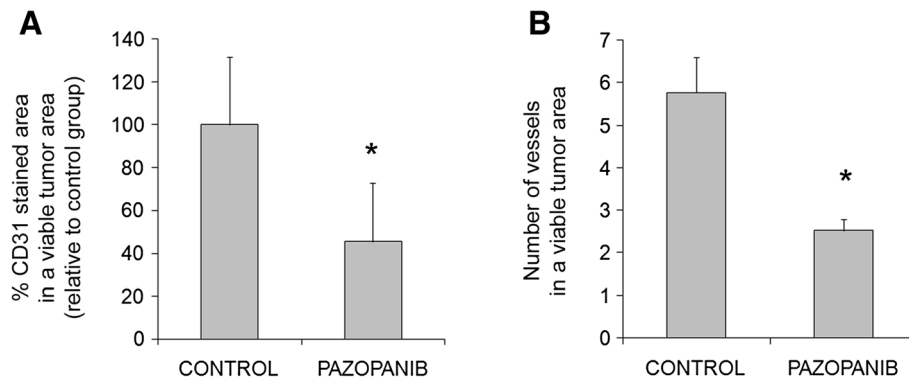 A
% CD31 stained area
in a viable tumor area
(relative to control group)
140
120
100
80
60
40
20
0
*
CONTROL
PAZOPANIB
B
Number of vessels
in a viable tumor area
7
6
5
4
3
2
1
0
*
CONTROL
PAZOPANIB